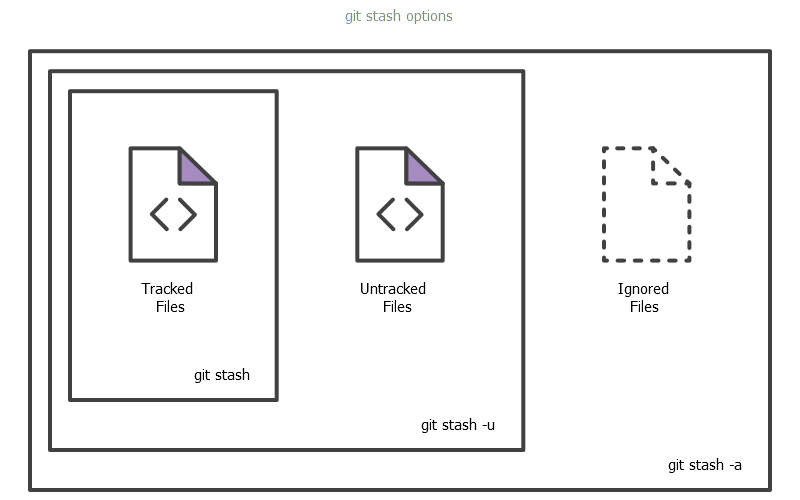 git stash options
Tracked
Files
Untracked
Files
Ignored
Files
git stash
git stash -u
git stash -a